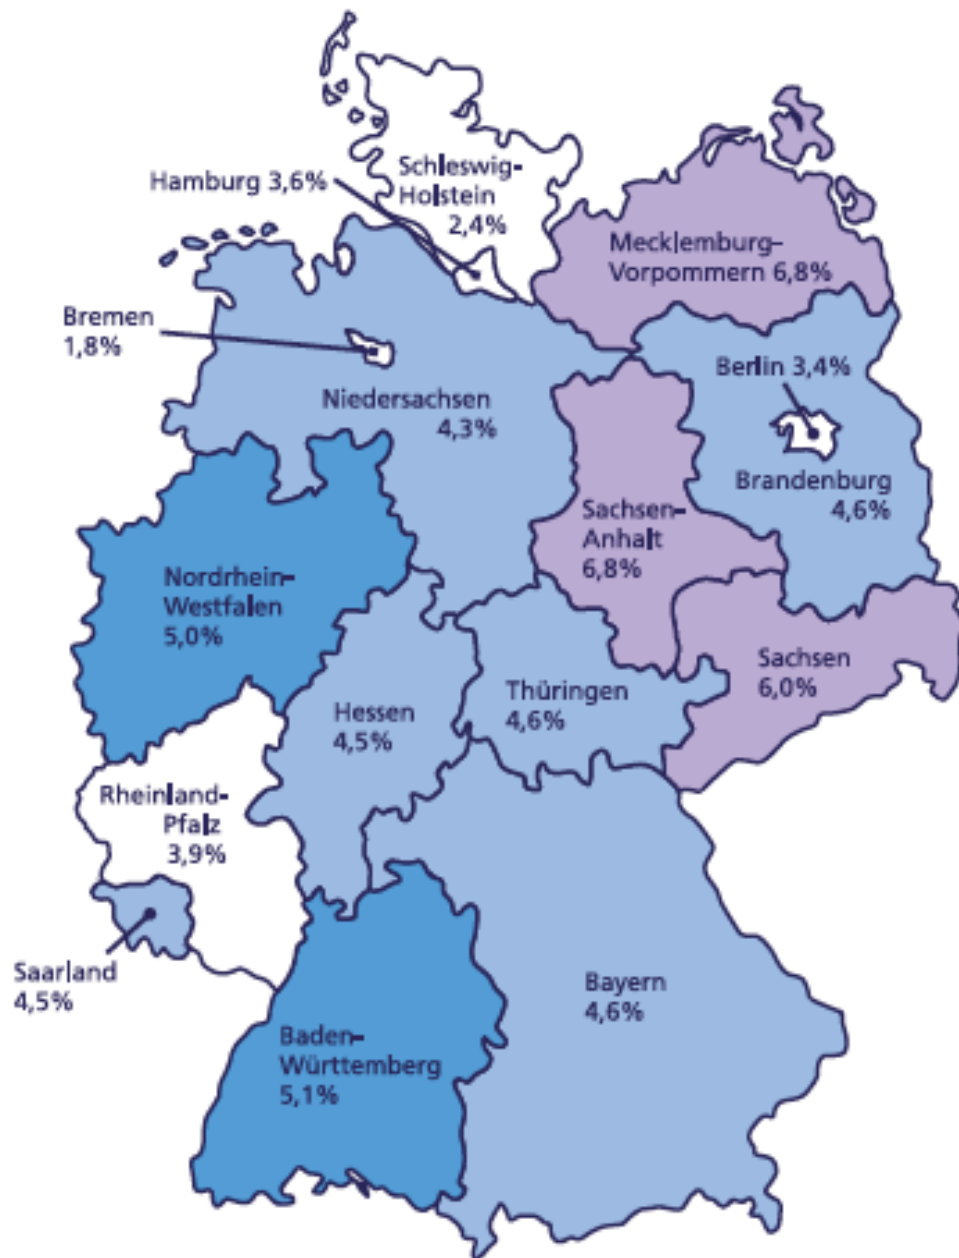 Hamburg 3,6%
Schleswig-
Holstein
2,4%
Mecklemburg-
Vorpommern 6,8%
Bremen
1,8%
Berlin 3,4%
Niedersachsen
4,3%
Brandenburg
4,6%
Sachsen-
Anhalt
6,8%
Nordrhein-
Westfalen
5,0%
Sachsen
6,0%
Thüringen
4,6%
Hessen
4,5%
Rheinland-
Pfalz
3,9%
Saarland
4,5%
Bayern
4,6%
Baden-
Württemberg
5,1%